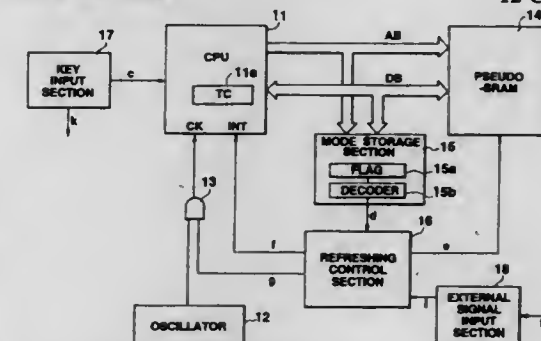 17
KEY
INPUT
SECTION
c
k
11
CPU
11a
TC
CK INT
AB
DB
14
PSEUDO
-SRAM
MODE STORAGE
SECTION
15
FLAG
15a
DECODER
15b
d
13
f
g
16
REFRESHING
CONTROL
SECTION
e
18
EXTERNAL
SIGNAL
INPUT
SECTION
OSCILLATOR
12